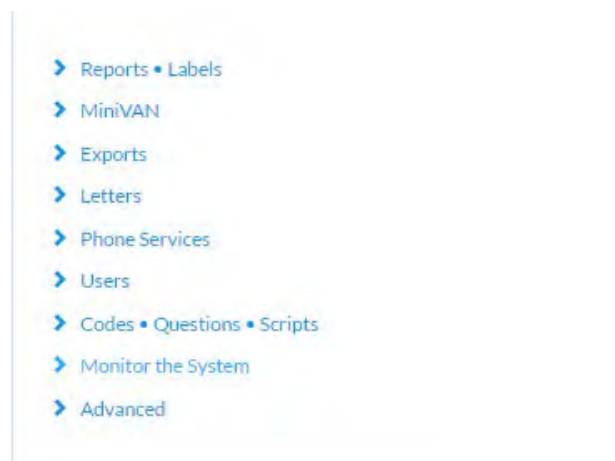 Reports • Labels
MiniVAN
Exports
Letters
Phone Services
Users
Codes • Questions • Scripts
Monitor the System
Advanced